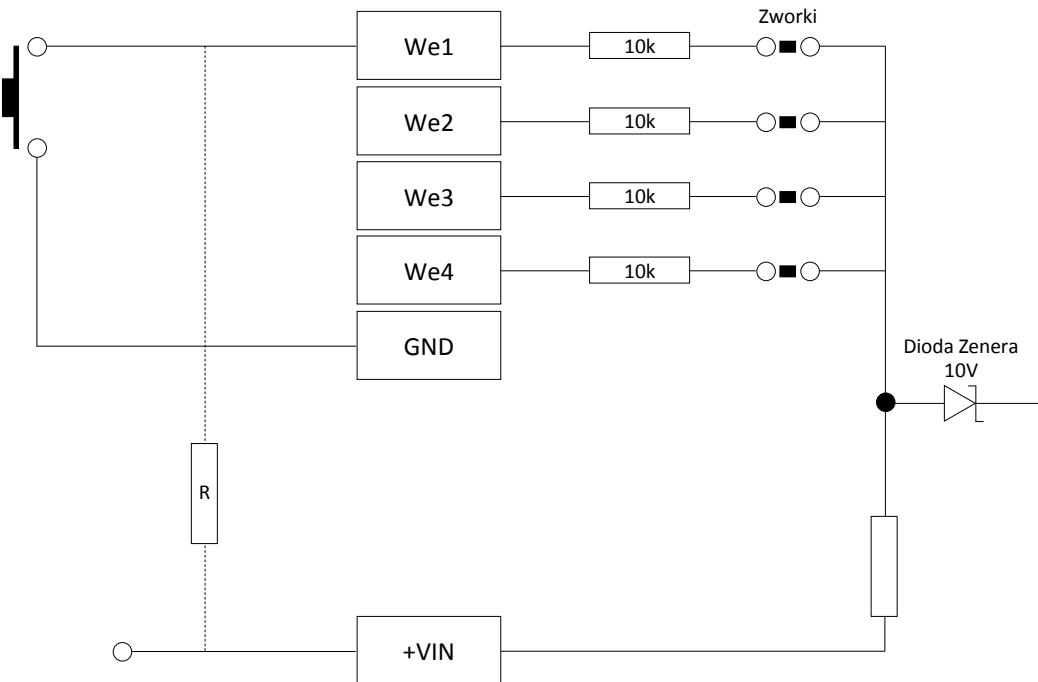 Zworki
We1
10k
We2
10k
We3
10k
We4
10k
GND
Dioda Zenera
10V
R
+VIN